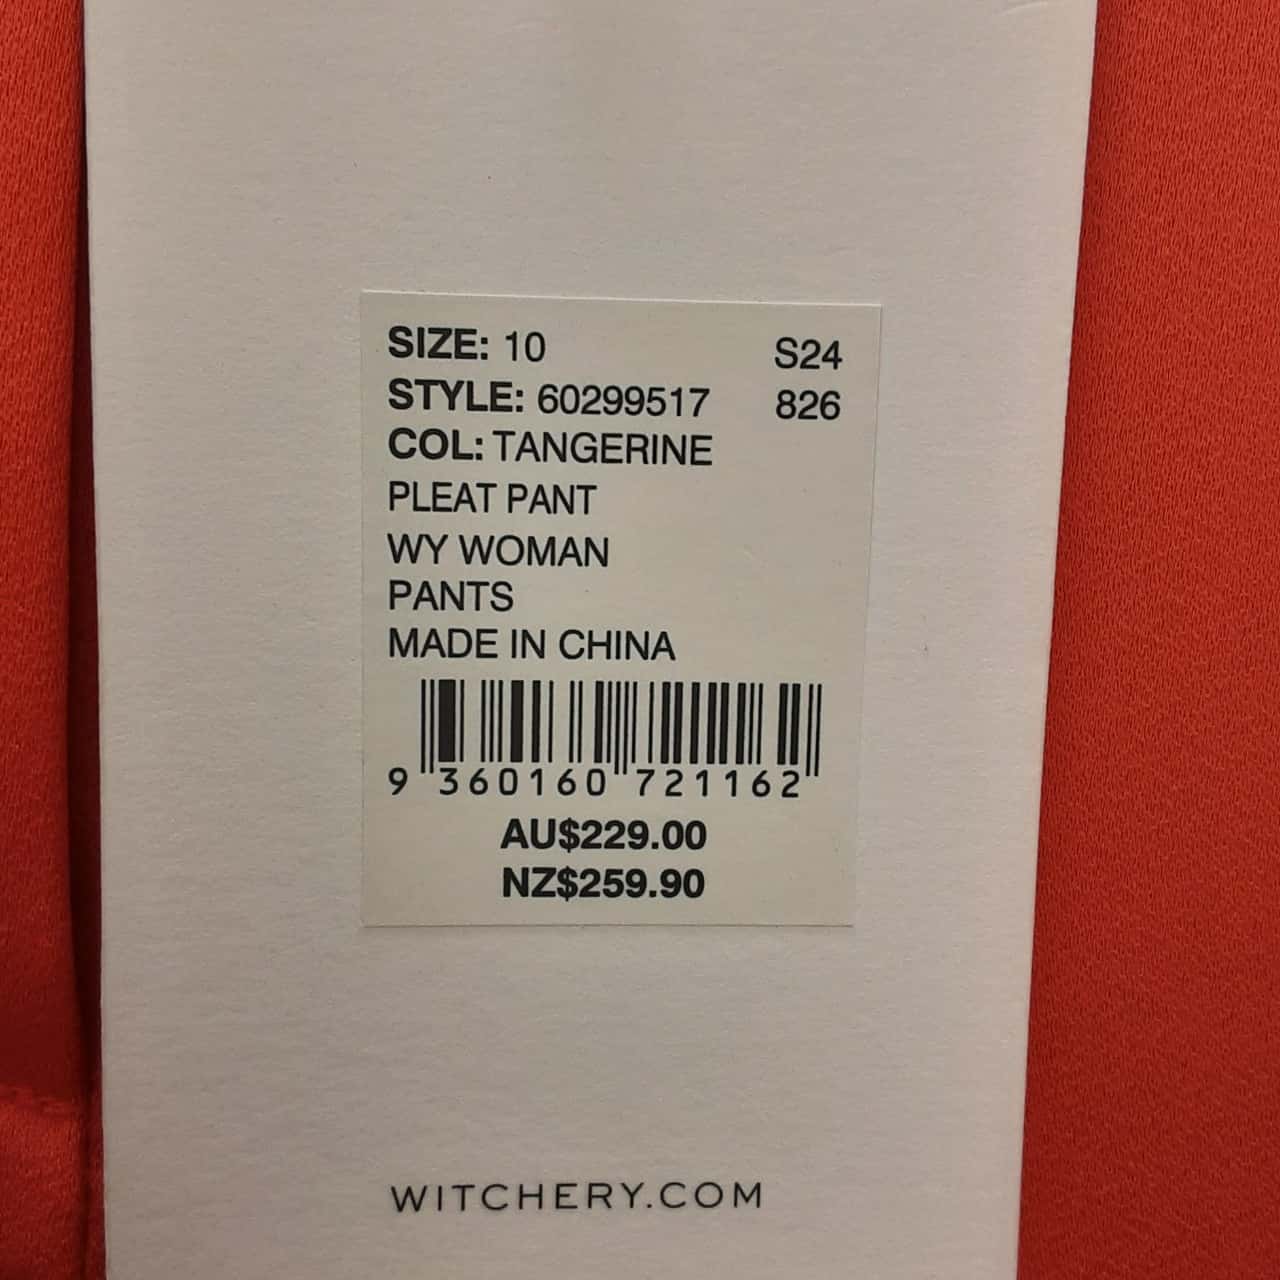 SIZE: 10 S24
STYLE: 60299517 826
COL: TANGERINE
PLEAT PANT
WY WOMAN
PANTS
MADE IN CHINA
9 360160 721162
AU$229.00
NZ$259.90
WITCHERY.COM